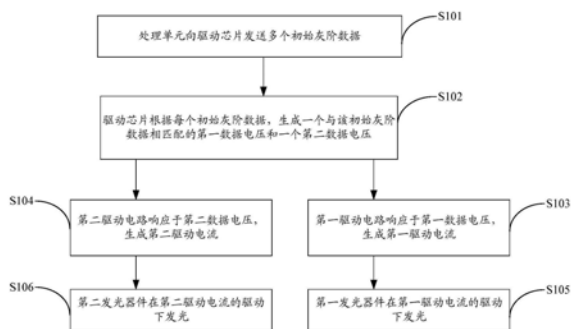 S101
处理单元向驱动芯片发送多个初始灰阶数据
S102
驱动芯片根据每个初始灰阶数据，生成一个与该初始灰阶
数据相匹配的第一数据电压和一个第二数据电压
S104
第二驱动电路响应于第二数据电压，
生成第二驱动电流
第一驱动电路响应于第一数据电压，
生成第一驱动电流
S103
S106
第二发光器件在第二驱动电流的驱动
下发光
第一发光器件在第一驱动电流的驱动
下发光
S105